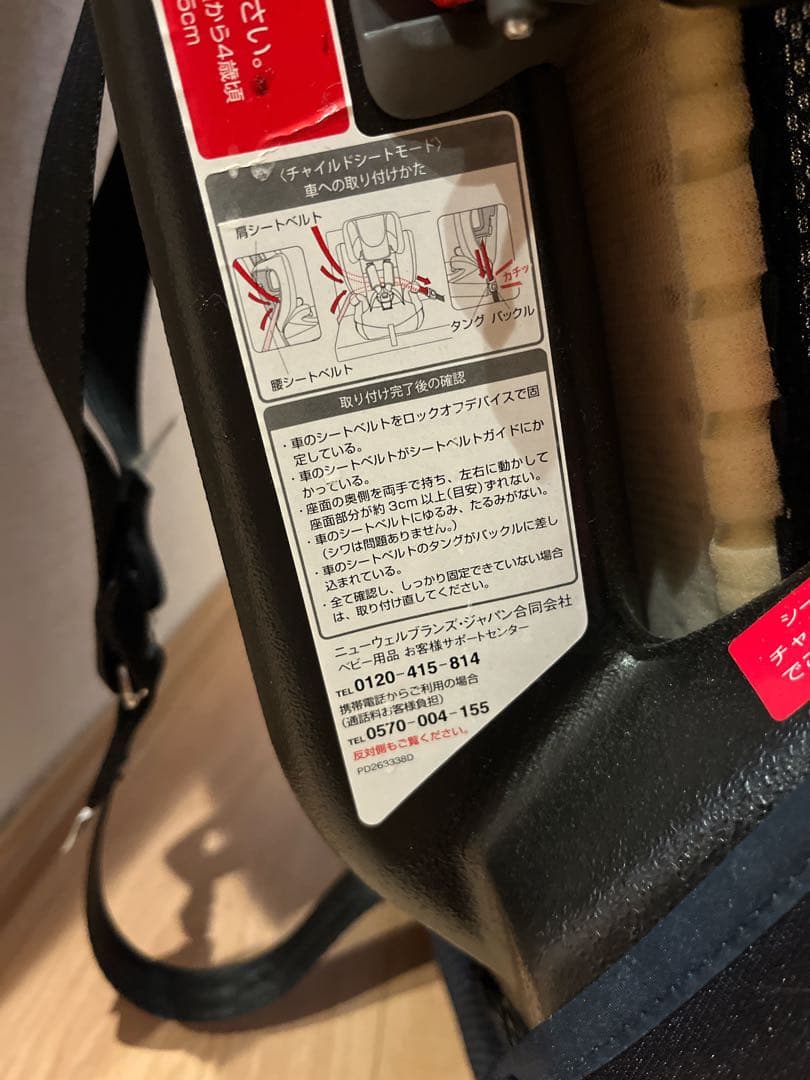 さい。
から4歳頃
5cm
〈チャイルドシートモード〉
車への取り付けかた
肩シートベルト
カチッ
タング バックル
腰シートベルト
取り付け完了後の確認
・車のシートベルトをロックオフデバイスで固
定している。
・車のシートベルトがシートベルトガイドにか
かっている。
・座面の奥側を両手で持ち、左右に動かして
座面部分が約3cm以上(目安)ずれない。
・車のシートベルトにゆるみ、たるみがない。
(シワは問題ありません。)
・車のシートベルトのタングがバックルに差し
込まれている。
・全て確認し、しっかり固定できていない場合
は、取り付け直してください。
ニューウェルブランズ・ジャパン合同会社
ベビー用品 お客様サポートセンター
TEL 0120-415-814
携帯電話からご利用の場合
(通話料お客様負担)
TEL 0570-004-155
反対側もご覧ください。
PD263338D
シー
チャ
で